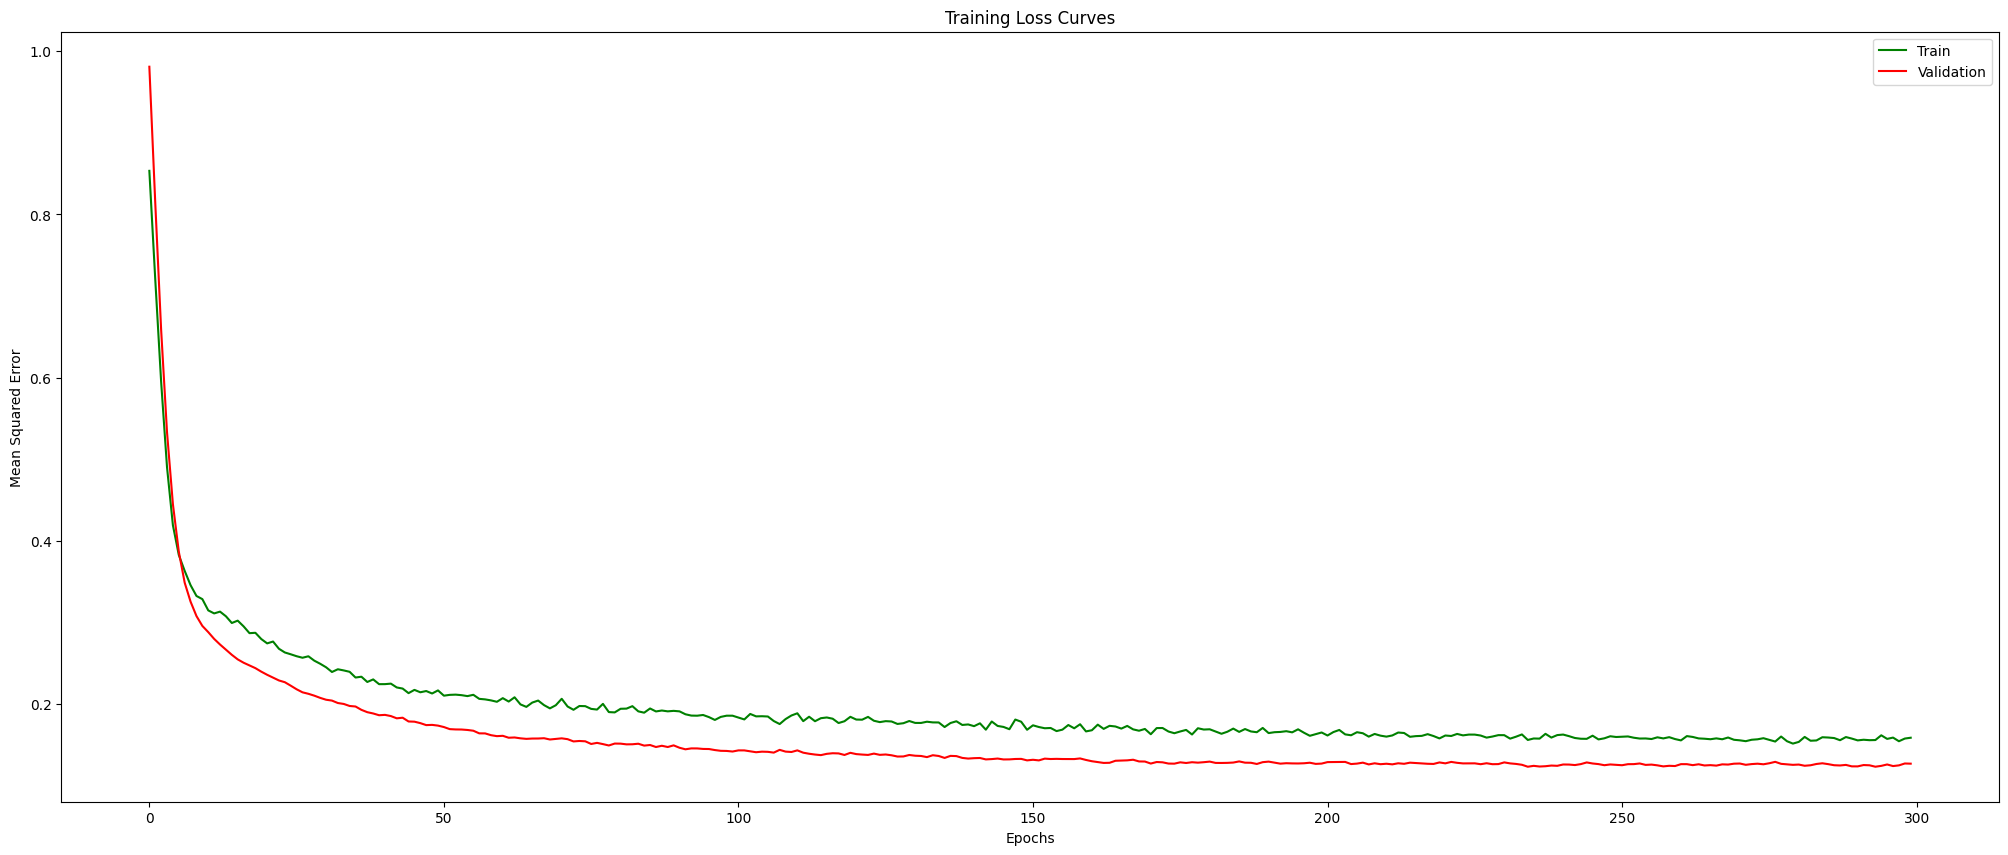 Training Loss Curves
Train
Validation
Mean Squared Error
1.0
0.8
0.6
0.4
0.2
0 50 100 150 200 250 300
Epochs